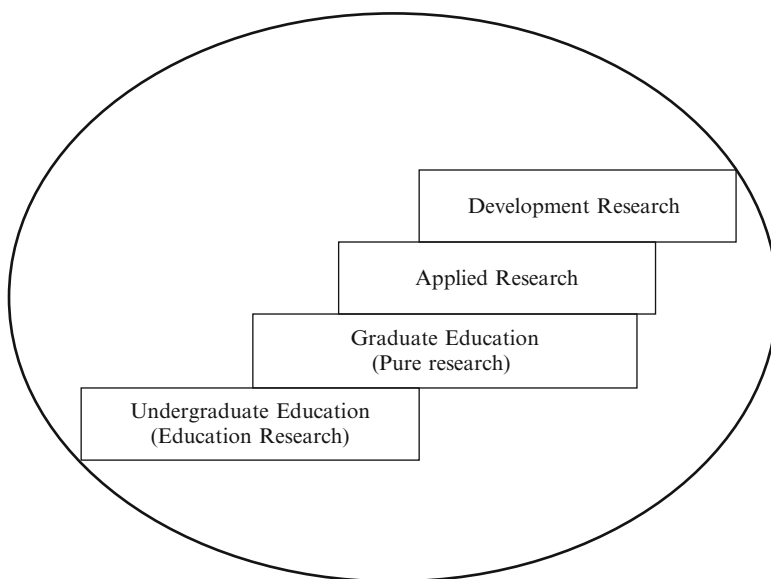 Development Research
Applied Research
Graduate Education
(Pure research)
Undergraduate Education
(Education Research)